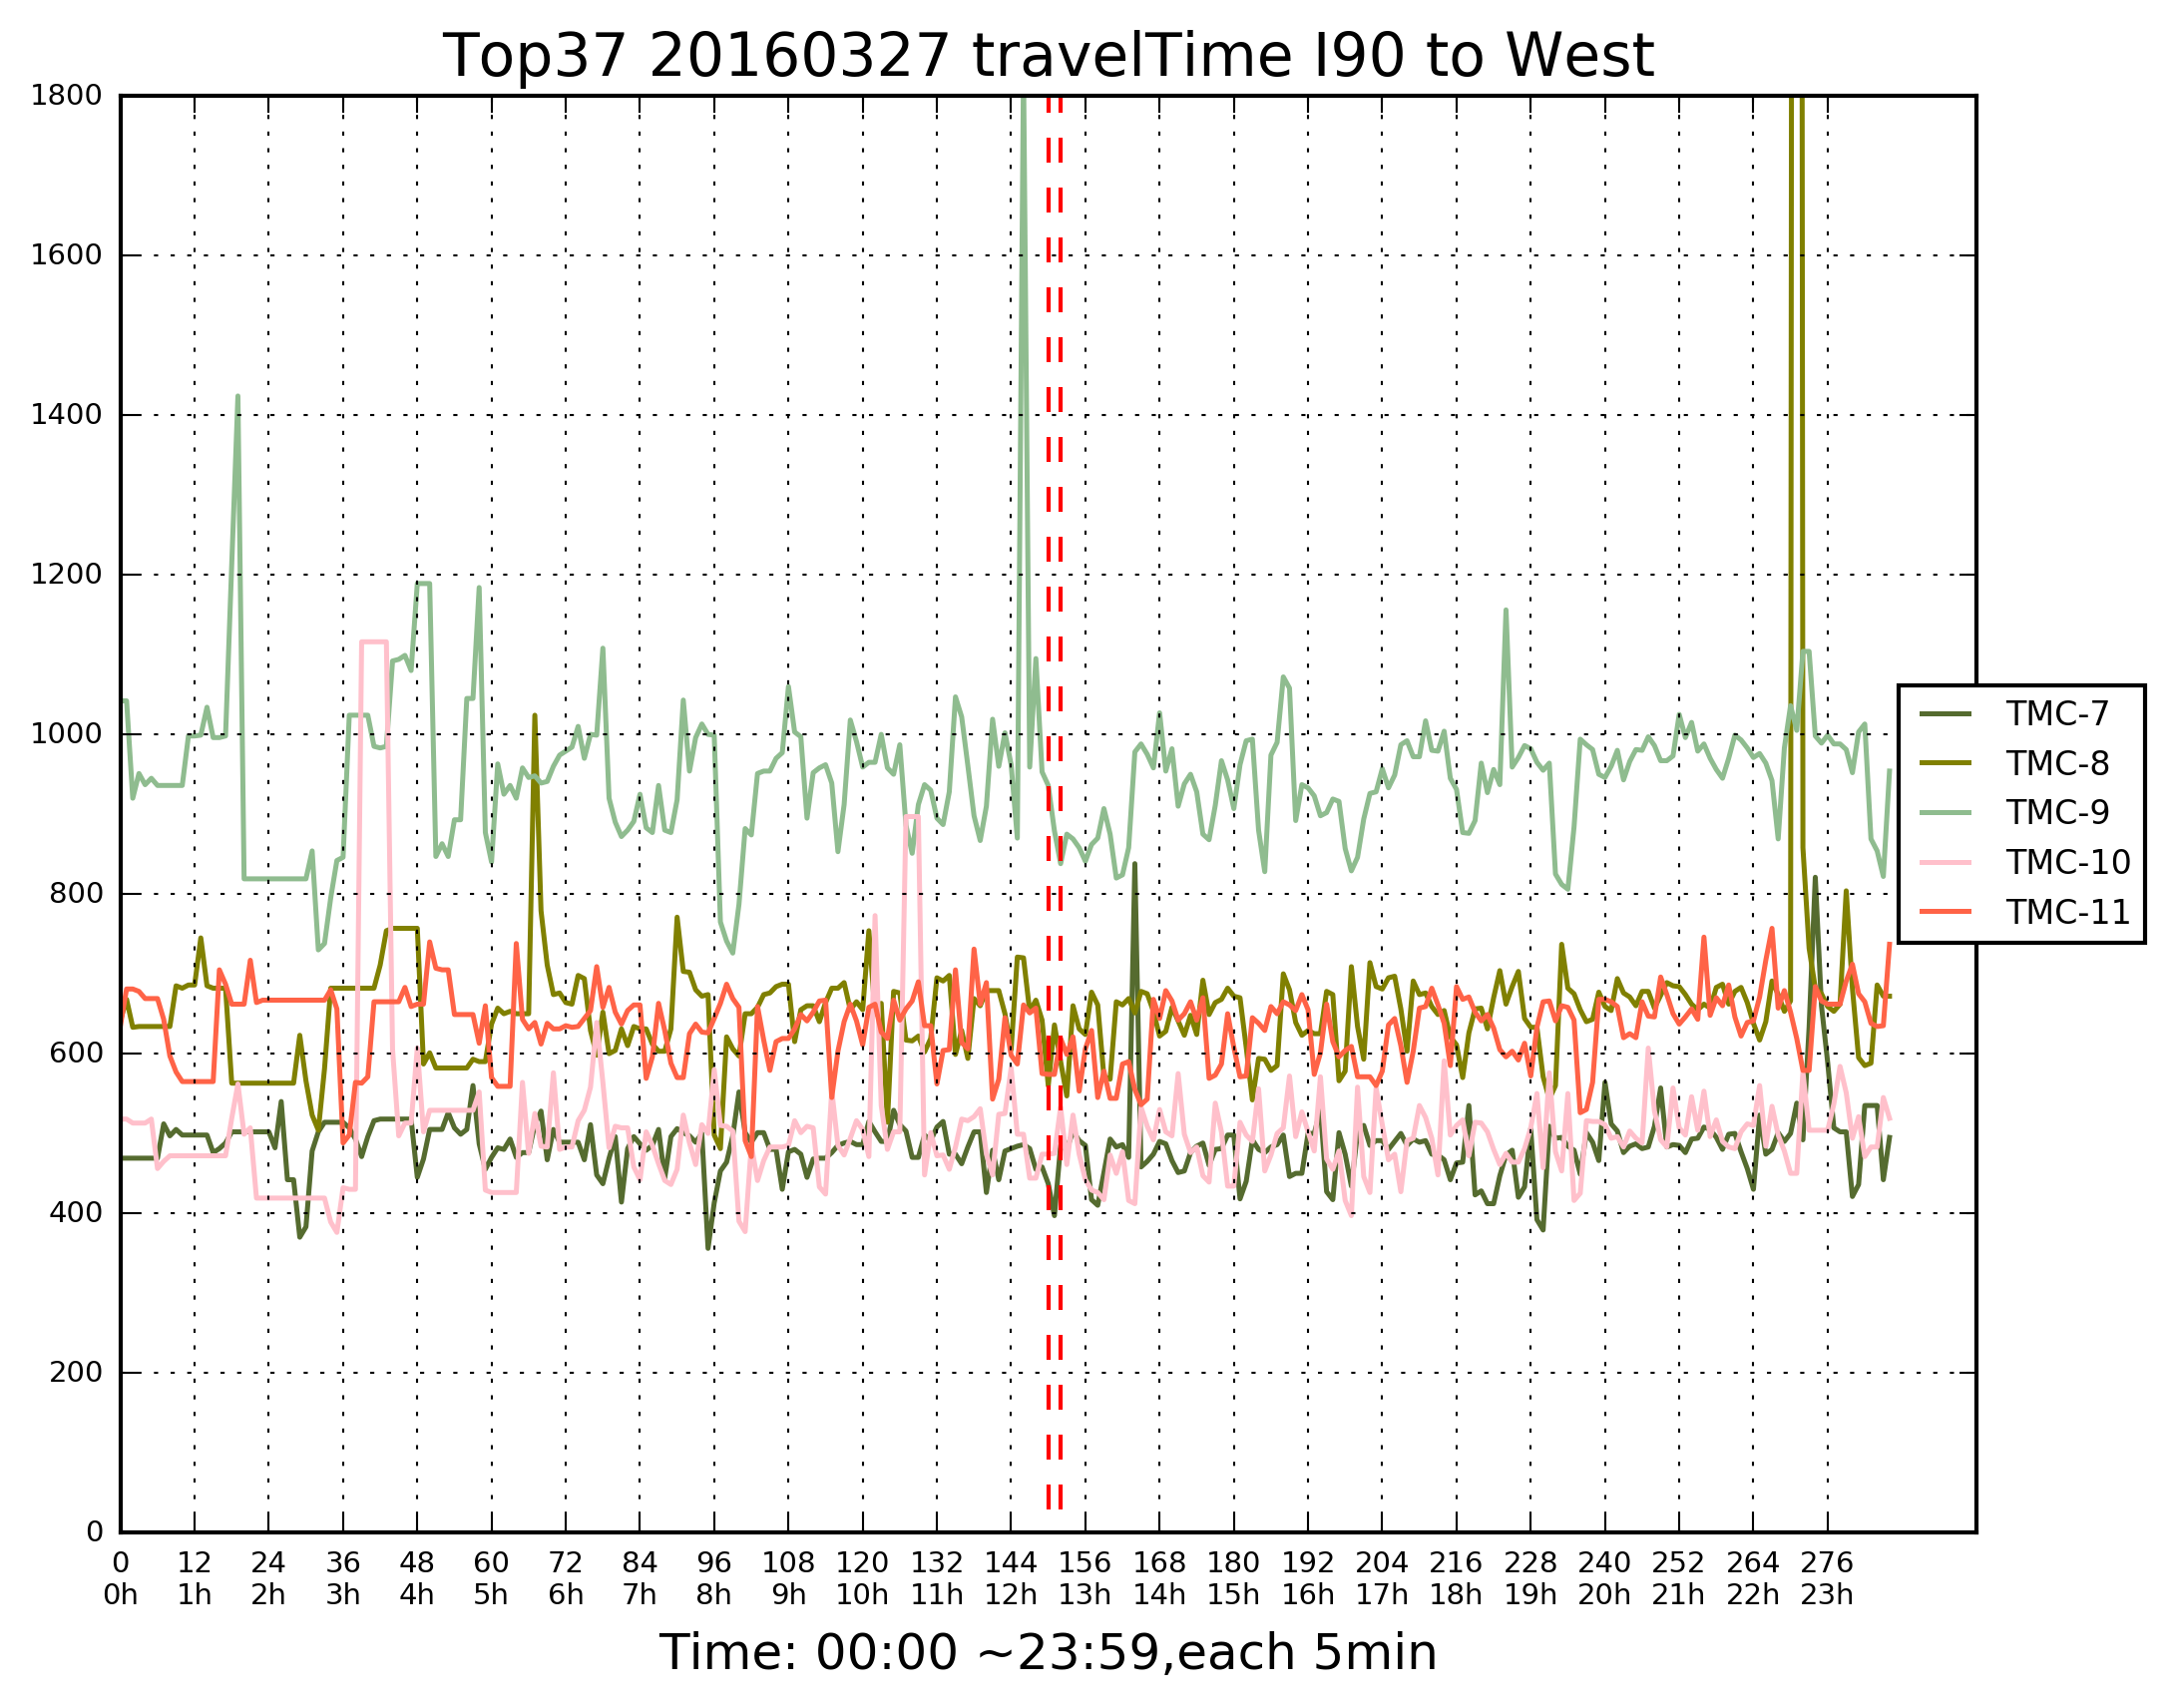 Top37 20160327 travelTime I90 to West
1800
1600
1400
1200
1000
800
600
400
200
0
TMC-7
TMC-8
TMC-9
TMC-10
TMC-11
0 12 24 36 48 60 72 84 96 108 120 132 144 156 168 180 192 204 216 228 240 252 264 276
0h 1h 2h 3h 4h 5h 6h 7h 8h 9h 10h 11h 12h 13h 14h 15h 16h 17h 18h 19h 20h 21h 22h 23h
Time: 00:00 ~23:59,each 5min